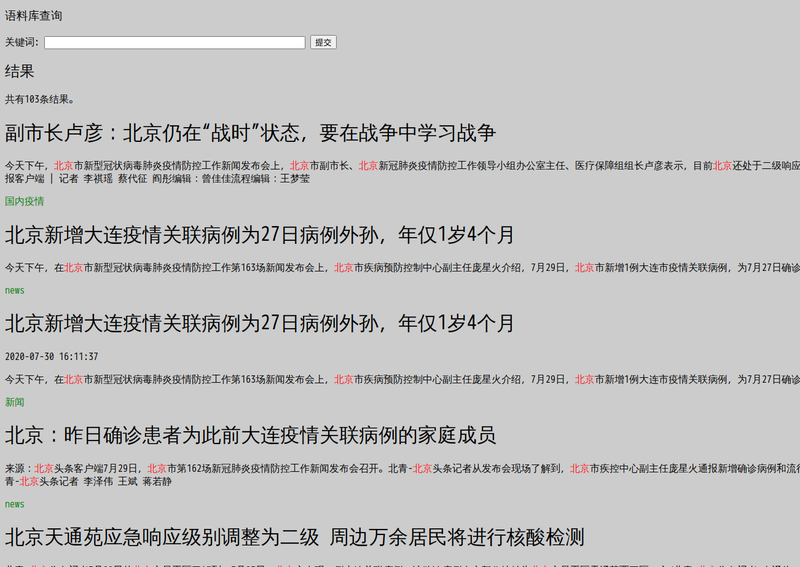 语料库查询
关键词: 提交
结果
共有103条结果。
副市长卢彦：北京仍在“战时”状态，要在战争中学习战争
今天下午，北京市新型冠状病毒肺炎疫情防控工作新闻发布会上，北京市副市长、北京新冠肺炎疫情防控工作领导小组办公室主任、医疗保障组组长卢彦表示，目前北京还处于二级响应
报客户端 | 记者 李祺瑶 蔡代征 阎彤编辑：曾佳佳流程编辑：王梦莹
国内疫情
北京新增大连疫情关联病例为27日病例外孙，年仅1岁4个月
今天下午，在北京市新型冠状病毒肺炎疫情防控工作第163场新闻发布会上，北京市疾病预防控制中心副主任庞星火介绍，7月29日，北京市新增1例大连市疫情关联病例，为7月27日确诊
news
北京新增大连疫情关联病例为27日病例外孙，年仅1岁4个月
2020-07-30 16:11:37
今天下午，在北京市新型冠状病毒肺炎疫情防控工作第163场新闻发布会上，北京市疾病预防控制中心副主任庞星火介绍，7月29日，北京市新增1例大连市疫情关联病例，为7月27日确诊
新闻
北京：昨日确诊患者为此前大连疫情关联病例的家庭成员
来源：北京头条客户端7月29日，北京市第162场新冠肺炎疫情防控工作新闻发布会召开。北青-北京头条记者从发布会现场了解到，北京市疾控中心副主任庞星火通报新增确诊病例和流行
青-北京头条记者 李泽伟 王斌 蒋若静
news
北京天通苑应急响应级别调整为二级 周边万余居民将进行核酸检测